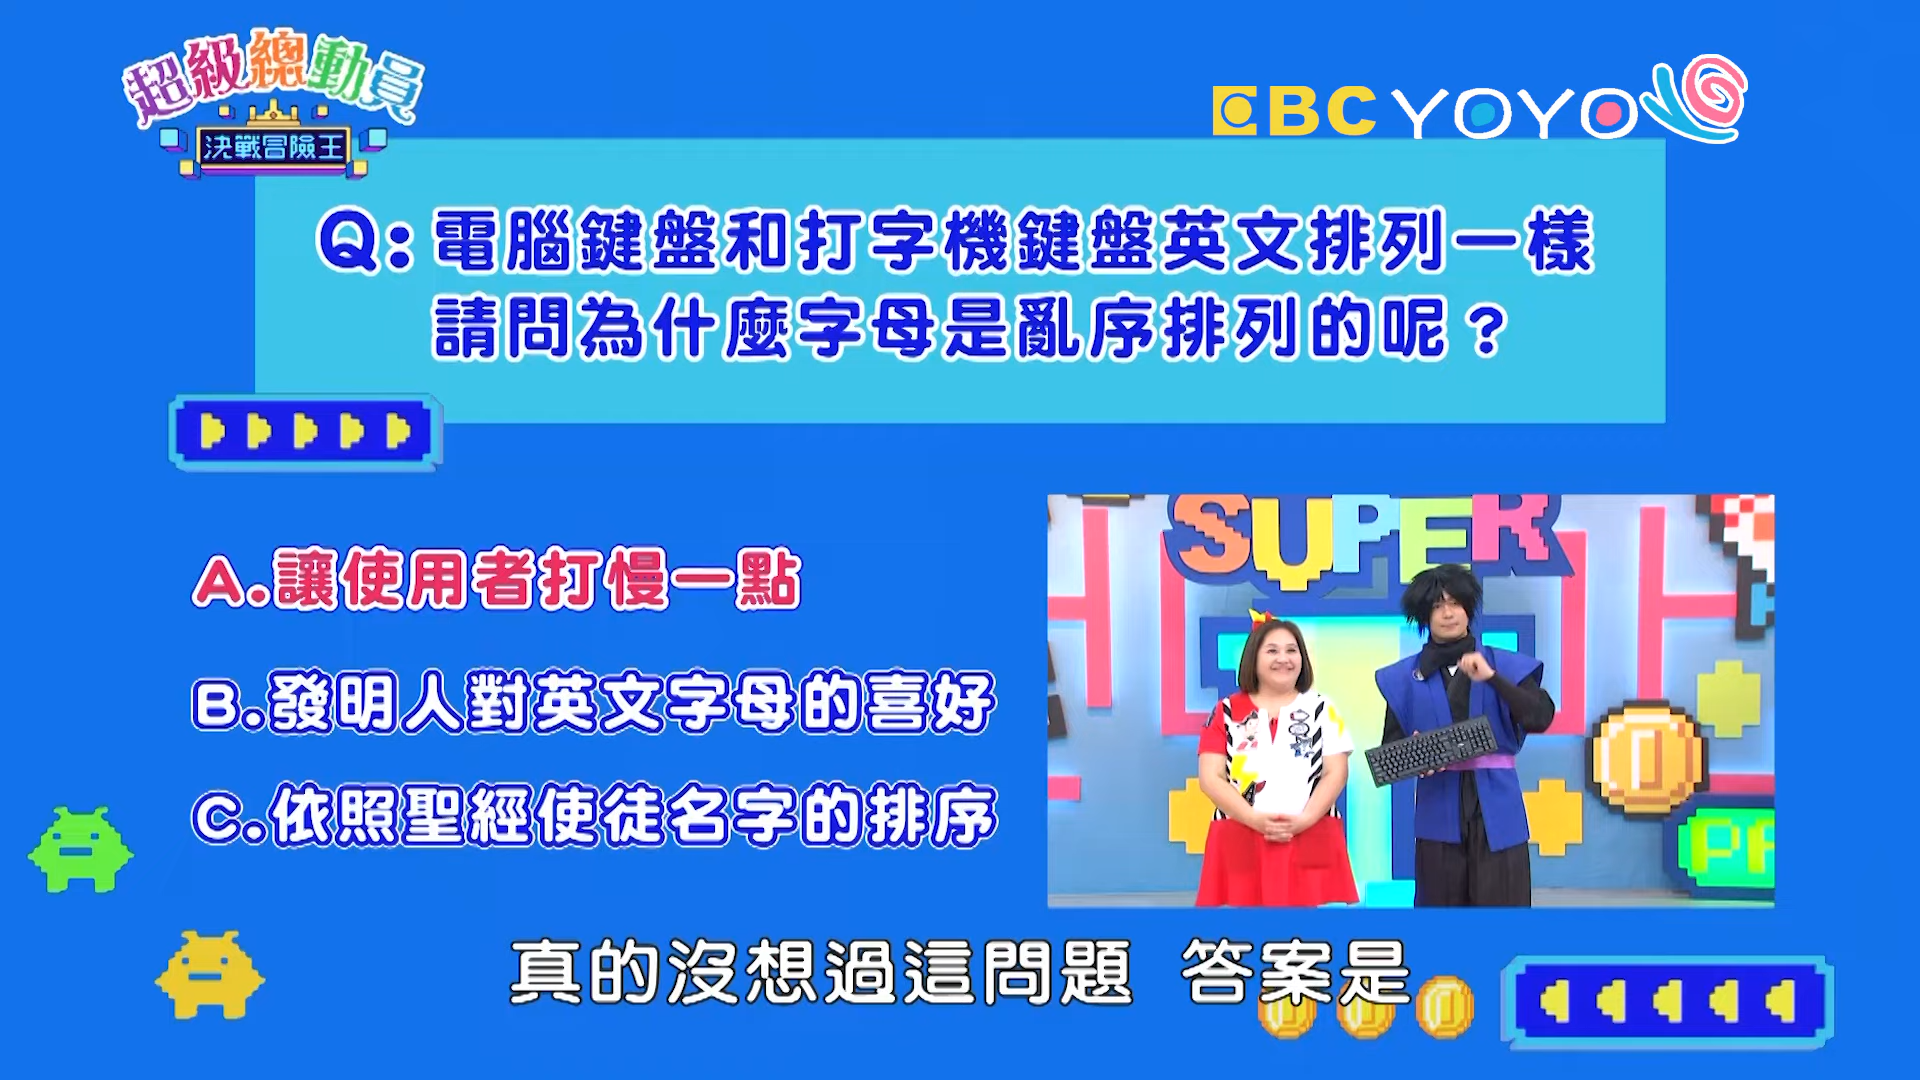 超級總動員
決戰冒險王
EBC YOYO
Q:電腦鍵盤和打字機鍵盤英文排列一樣
請問為什麼字母是亂序排列的呢?
A.讓使用者打慢一點
B.發明人對英文字母的喜好
C.依照聖經使徒名字的排序
SUPER
PA
真的沒想過這問題 答案是